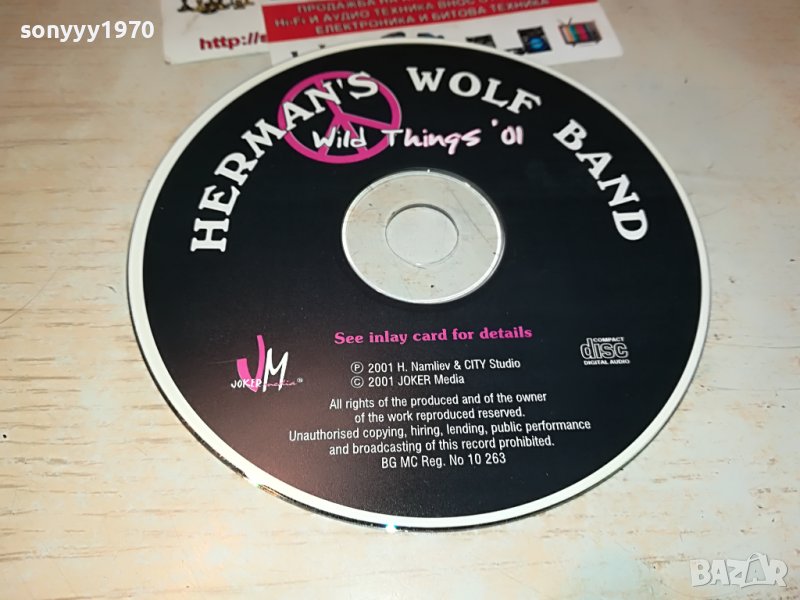 sonyyy1970
Hi-Fi И АУДИО ТЕХНИКА ВНОС
ЕЛЕКТРОНИКА И БИТОВА ТЕХНИКА
http://s
HERMAN'S WOLF BAND
Wild Things '01
See inlay card for details
JM
JOKER media®
COMPACT
disc
DIGITAL AUDIO
Ⓟ 2001 H. Namliev & CITY Studio
© 2001 JOKER Media
All rights of the produced and of the owner
of the work reproduced reserved.
Unauthorised copying, hiring, lending, public performance
and broadcasting of this record prohibited.
BG MC Reg. No 10 263
BAZAR